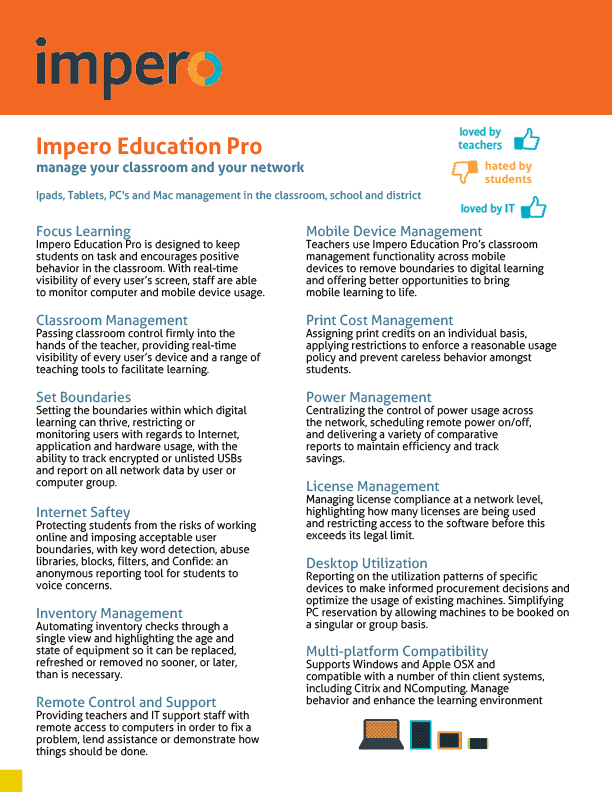 impero
Impero Education Pro
manage your classroom and your network
Ipads, Tablets, PC's and Mac management in the classroom, school and district
loved by
teachers
hated by
students
loved by IT
Focus Learning
Impero Education Pro is designed to keep
students on task and encourages positive
behavior in the classroom. With real-time
visibility of every user's screen, staff are able
to monitor computer and mobile device usage.
Classroom Management
Passing classroom control firmly into the
hands of the teacher, providing real-time
visibility of every user's device and a range of
teaching tools to facilitate learning.
Set Boundaries
Setting the boundaries within which digital
learning can thrive, restricting or
monitoring users with regards to Internet,
application and hardware usage, with the
ability to track encrypted or unlisted USBs
and report on all network data by user or
computer group.
Internet Saftey
Protecting students from the risks of working
online and imposing acceptable user
boundaries, with key word detection, abuse
libraries, blocks, filters, and Confide: an
anonymous reporting tool for students to
voice concerns.
Inventory Management
Automating inventory checks through a
single view and highlighting the age and
state of equipment so it can be replaced,
refreshed or removed no sooner, or later,
than is necessary.
Remote Control and Support
Providing teachers and IT support staff with
remote access to computers in order to fix a
problem, lend assistance or demonstrate how
things should be done.
Mobile Device Management
Teachers use Impero Education Pro's classroom
management functionality across mobile
devices to remove boundaries to digital learning
and offering better opportunities to bring
mobile learning to life.
Print Cost Management
Assigning print credits on an individual basis,
applying restrictions to enforce a reasonable usage
policy and prevent careless behavior amongst
students.
Power Management
Centralizing the control of power usage across
the network, scheduling remote power on/off,
and delivering a variety of comparative
reports to maintain efficiency and track
savings.
License Management
Managing license compliance at a network level,
highlighting how many licenses are being used
and restricting access to the software before this
exceeds its legal limit.
Desktop Utilization
Reporting on the utilization patterns of specific
devices to make informed procurement decisions and
optimize the usage of existing machines. Simplifying
PC reservation by allowing machines to be booked on
a singular or group basis.
Multi-platform Compatibility
Supports Windows and Apple OSX and
compatible with a number of thin client systems,
including Citrix and NComputing. Manage
behavior and enhance the learning environment